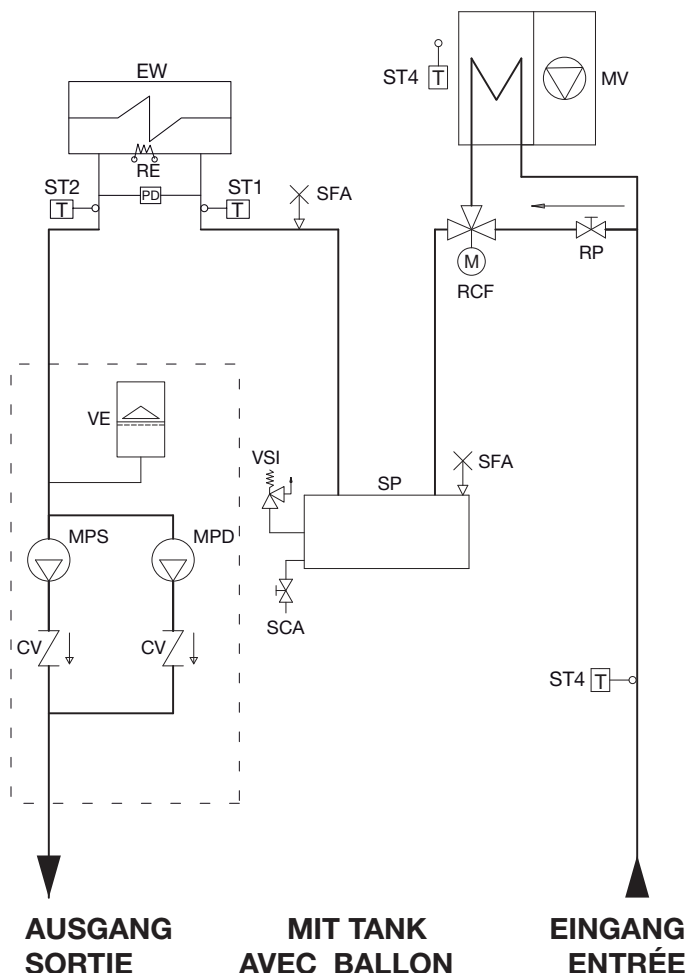 EW
ST4 T
MV
RE
ST2
PD
ST1
SFA
T
T
RP
M
RCF
VE
VSI
SP
SFA
MPS
MPD
SCA
CV
CV
ST4 T
AUSGANG
SORTIE
MIT TANK
AVEC BALLON
EINGANG
ENTRÉE